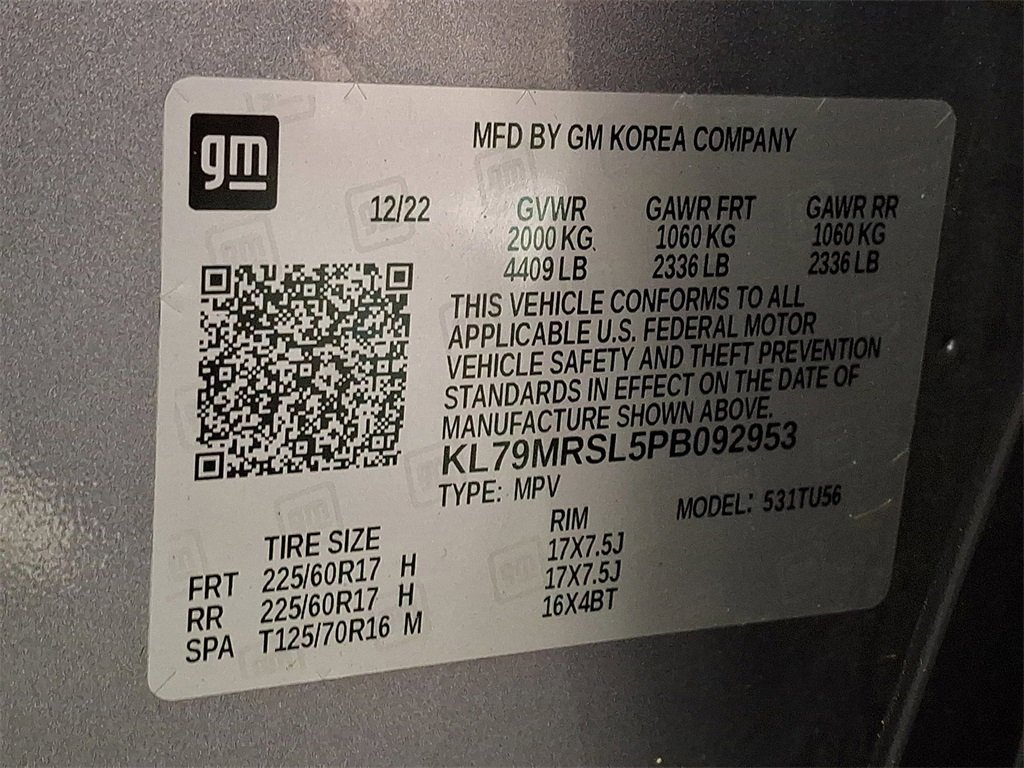 gm
MFD BY GM KOREA COMPANY
12/22 GVWR GAWR FRT GAWR RR
2000 KG 1060 KG 1060 KG
4409 LB 2336 LB 2336 LB
THIS VEHICLE CONFORMS TO ALL
APPLICABLE U.S. FEDERAL MOTOR
VEHICLE SAFETY AND THEFT PREVENTION
STANDARDS IN EFFECT ON THE DATE OF
MANUFACTURE SHOWN ABOVE.
KL79MRSL5PB092953
TYPE: MPV MODEL: 531TU56
TIRE SIZE RIM
FRT 225/60R17 H 17X7.5J
RR 225/60R17 H 17X7.5J
SPA T125/70R16 M 16X4BT